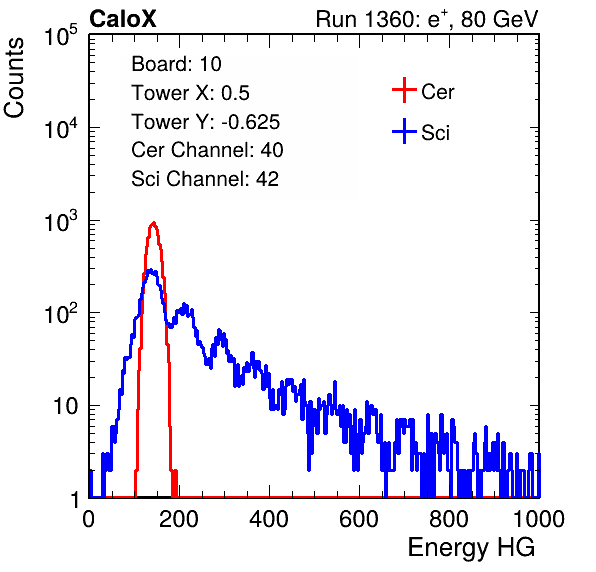 CaloX Run 1360: e⁺, 80 GeV
Counts
10⁵
10⁴
10³
10²
10
1
Board: 10
Tower X: 0.5
Tower Y: -0.625
Cer Channel: 40
Sci Channel: 42
Cer
Sci
0 200 400 600 800 1000
Energy HG